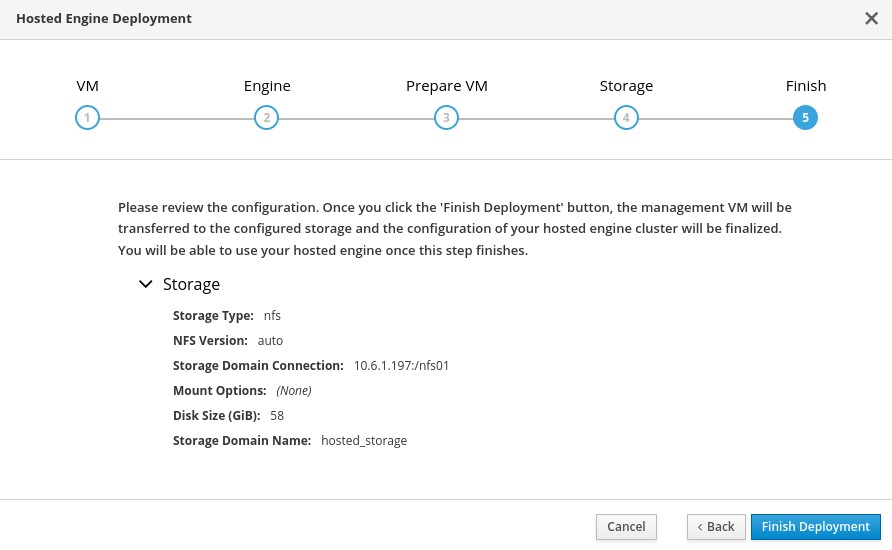 Hosted Engine Deployment
VM Engine Prepare VM Storage Finish
1 2 3 4 5
Please review the configuration. Once you click the 'Finish Deployment' button, the management VM will be
transferred to the configured storage and the configuration of your hosted engine cluster will be finalized.
You will be able to use your hosted engine once this step finishes.
Storage
Storage Type: nfs
NFS Version: auto
Storage Domain Connection: 10.6.1.197:/nfs01
Mount Options: (None)
Disk Size (GiB): 58
Storage Domain Name: hosted_storage
Cancel ‹ Back Finish Deployment